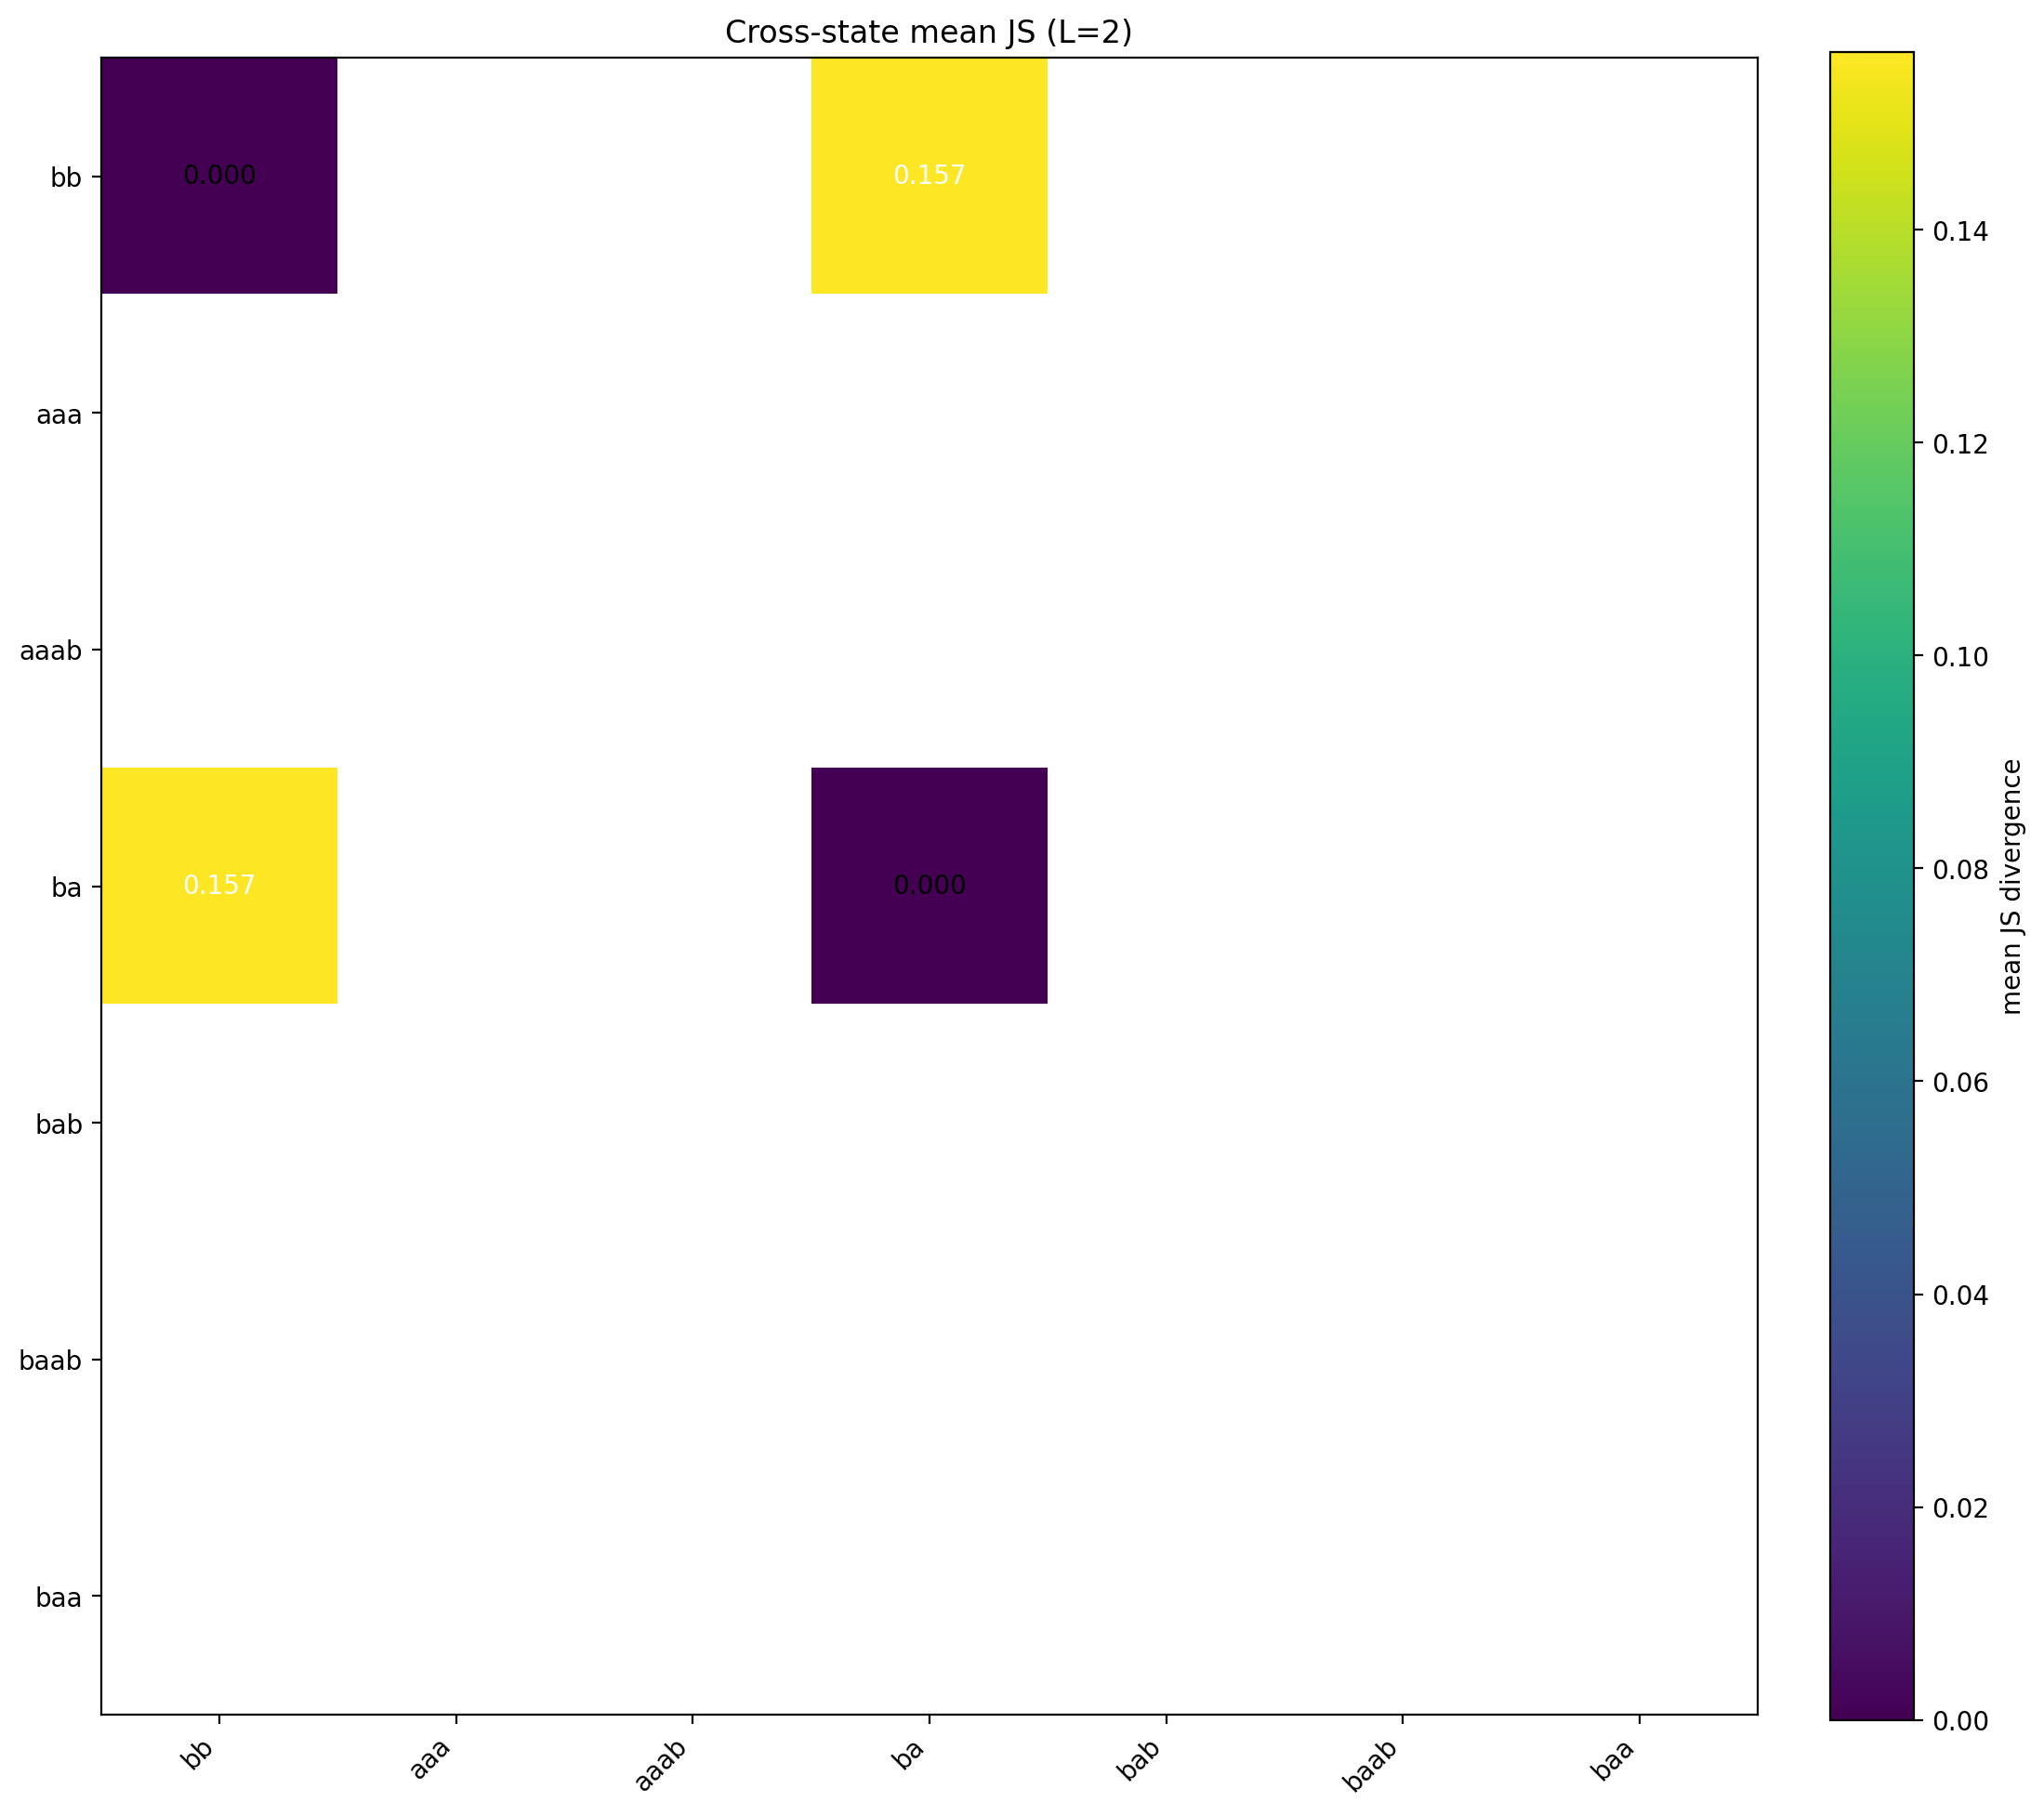 Cross-state mean JS (L=2)
bb
0.000
0.157
aaa
aaab
ba
0.157
0.000
bab
baab
baa
bb
aaa
aaab
ba
bab
baab
baa
0.14
0.12
0.10
0.08
0.06
0.04
0.02
0.00
mean JS divergence